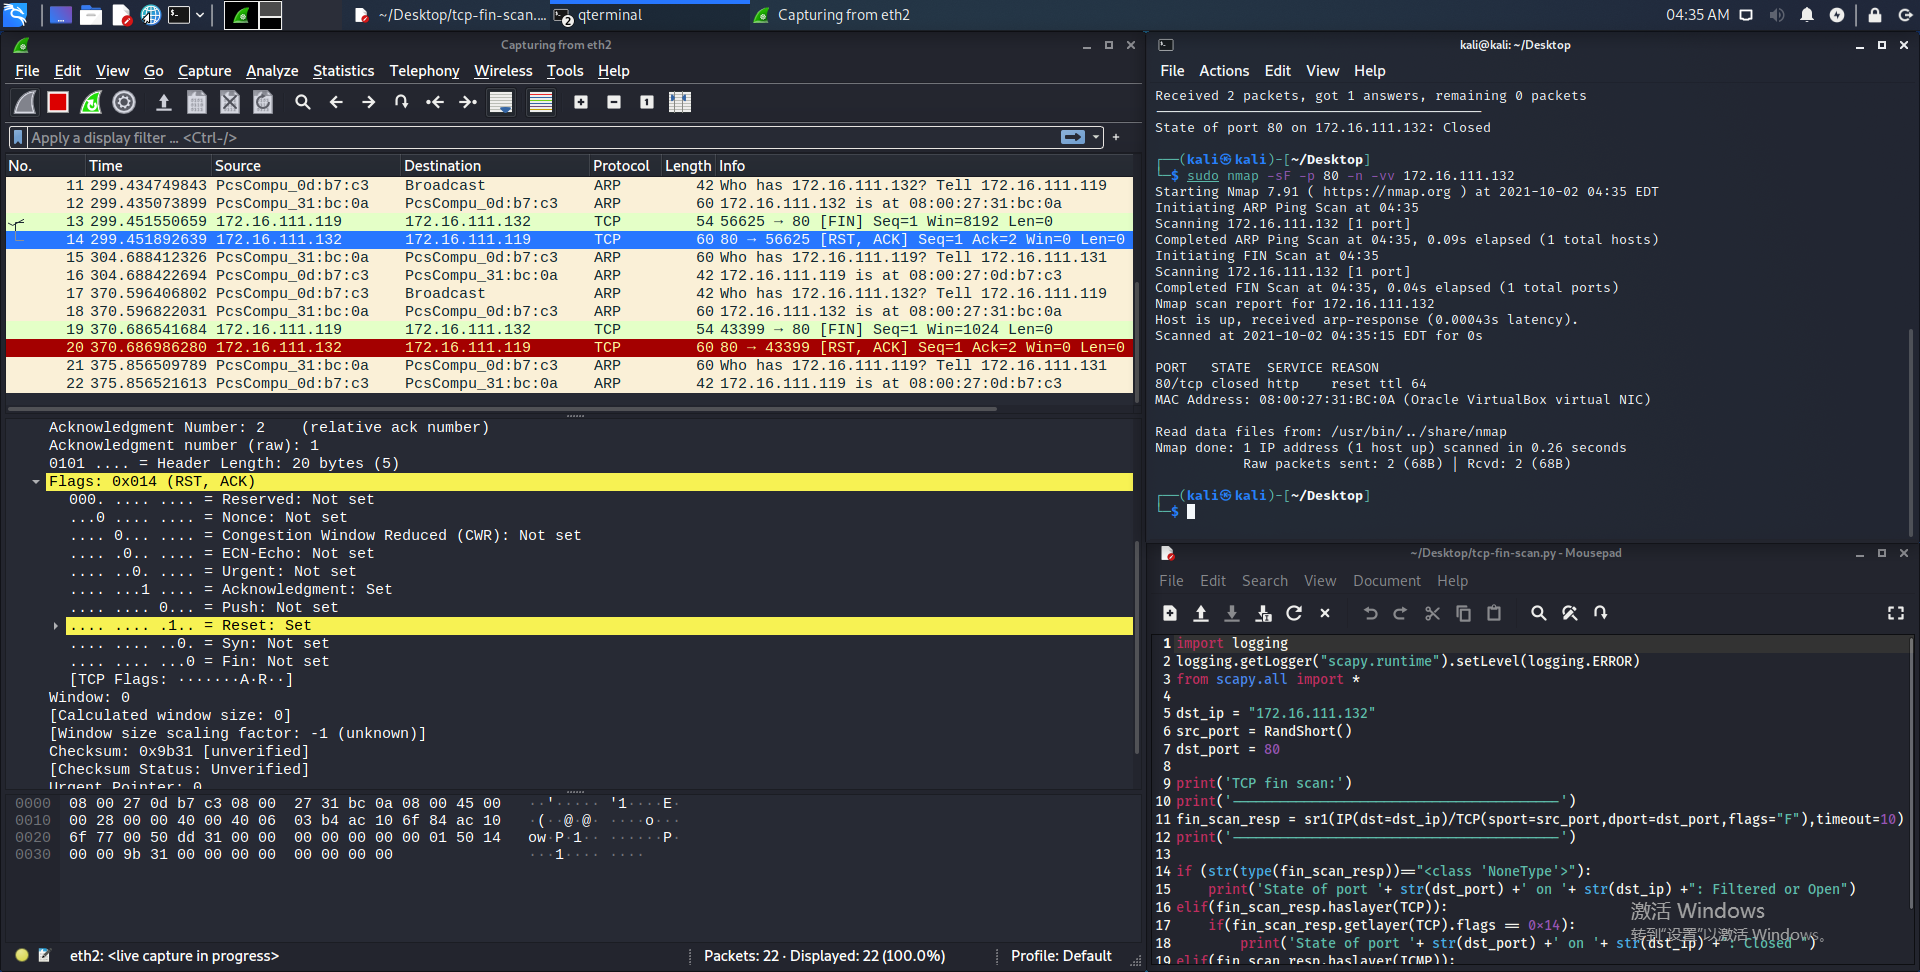 ~/Desktop/tcp-fin-scan.... qterminal Capturing from eth2 04:35 AM
2
Capturing from eth2
File Edit View Go Capture Analyze Statistics Telephony Wireless Tools Help
Apply a display filter ... <Ctrl-/>
No. Time Source Destination Protocol Length Info
11 299.434749843 PcsCompu_0d:b7:c3 Broadcast ARP 42 Who has 172.16.111.132? Tell 172.16.111.119
12 299.435073899 PcsCompu_31:bc:0a PcsCompu_0d:b7:c3 ARP 60 172.16.111.132 is at 08:00:27:31:bc:0a
13 299.451550659 172.16.111.119 172.16.111.132 TCP 54 56625 → 80 [FIN] Seq=1 Win=8192 Len=0
14 299.451892639 172.16.111.132 172.16.111.119 TCP 60 80 → 56625 [RST, ACK] Seq=1 Ack=2 Win=0 Len=0
15 304.688412326 PcsCompu_31:bc:0a PcsCompu_0d:b7:c3 ARP 60 Who has 172.16.111.119? Tell 172.16.111.131
16 304.688422694 PcsCompu_0d:b7:c3 PcsCompu_31:bc:0a ARP 42 172.16.111.119 is at 08:00:27:0d:b7:c3
17 370.596406802 PcsCompu_0d:b7:c3 Broadcast ARP 42 Who has 172.16.111.132? Tell 172.16.111.119
18 370.596822031 PcsCompu_31:bc:0a PcsCompu_0d:b7:c3 ARP 60 172.16.111.132 is at 08:00:27:31:bc:0a
19 370.686541684 172.16.111.119 172.16.111.132 TCP 54 43399 → 80 [FIN] Seq=1 Win=1024 Len=0
20 370.686986280 172.16.111.132 172.16.111.119 TCP 60 80 → 43399 [RST, ACK] Seq=1 Ack=2 Win=0 Len=0
21 375.856509789 PcsCompu_31:bc:0a PcsCompu_0d:b7:c3 ARP 60 Who has 172.16.111.119? Tell 172.16.111.131
22 375.856521613 PcsCompu_0d:b7:c3 PcsCompu_31:bc:0a ARP 42 172.16.111.119 is at 08:00:27:0d:b7:c3
Acknowledgment Number: 2 (relative ack number)
Acknowledgment number (raw): 1
0101 .... = Header Length: 20 bytes (5)
Flags: 0x014 (RST, ACK)
000. .... .... = Reserved: Not set
...0 .... .... = Nonce: Not set
.... 0... .... = Congestion Window Reduced (CWR): Not set
.... .0.. .... = ECN-Echo: Not set
.... ..0. .... = Urgent: Not set
.... ...1 .... = Acknowledgment: Set
.... .... 0... = Push: Not set
.... .... .1.. = Reset: Set
.... .... ..0. = Syn: Not set
.... .... ...0 = Fin: Not set
[TCP Flags: ·······A·R··]
Window: 0
[Calculated window size: 0]
[Window size scaling factor: -1 (unknown)]
Checksum: 0x9b31 [unverified]
[Checksum Status: Unverified]
Urgent Pointer: 0
0000 08 00 27 0d b7 c3 08 00 27 31 bc 0a 08 00 45 00 ··'····· '1····E·
0010 00 28 00 00 40 00 40 06 03 b4 ac 10 6f 84 ac 10 ·(··@·@· ····o···
0020 6f 77 00 50 dd 31 00 00 00 00 00 00 00 01 50 14 ow·P·1·· ······P·
0030 00 00 9b 31 00 00 00 00 00 00 00 00 ···1···· ····
eth2: <live capture in progress> Packets: 22 · Displayed: 22 (100.0%) Profile: Default
kali@kali: ~/Desktop
File Actions Edit View Help
Received 2 packets, got 1 answers, remaining 0 packets
State of port 80 on 172.16.111.132: Closed
┌──(kali㉿kali)-[~/Desktop]
└─$ sudo nmap -sF -p 80 -n -vv 172.16.111.132
Starting Nmap 7.91 ( https://nmap.org ) at 2021-10-02 04:35 EDT
Initiating ARP Ping Scan at 04:35
Scanning 172.16.111.132 [1 port]
Completed ARP Ping Scan at 04:35, 0.09s elapsed (1 total hosts)
Initiating FIN Scan at 04:35
Scanning 172.16.111.132 [1 port]
Completed FIN Scan at 04:35, 0.04s elapsed (1 total ports)
Nmap scan report for 172.16.111.132
Host is up, received arp-response (0.00043s latency).
Scanned at 2021-10-02 04:35:15 EDT for 0s
PORT STATE SERVICE REASON
80/tcp closed http reset ttl 64
MAC Address: 08:00:27:31:BC:0A (Oracle VirtualBox virtual NIC)
Read data files from: /usr/bin/../share/nmap
Nmap done: 1 IP address (1 host up) scanned in 0.26 seconds
Raw packets sent: 2 (68B) | Rcvd: 2 (68B)
┌──(kali㉿kali)-[~/Desktop]
└─$
~/Desktop/tcp-fin-scan.py - Mousepad
File Edit Search View Document Help
1 import logging
2 logging.getLogger("scapy.runtime").setLevel(logging.ERROR)
3 from scapy.all import *
4
5 dst_ip = "172.16.111.132"
6 src_port = RandShort()
7 dst_port = 80
8
9 print('TCP fin scan:')
10 print('────────────────────')
11 fin_scan_resp = sr1(IP(dst=dst_ip)/TCP(sport=src_port,dport=dst_port,flags="F"),timeout=10)
12 print('────────────────────')
13
14 if (str(type(fin_scan_resp))=="<class 'NoneType'>"):
15 print('State of port '+ str(dst_port) +' on '+ str(dst_ip) +": Filtered or Open")
16 elif(fin_scan_resp.haslayer(TCP)):
17 if(fin_scan_resp.getlayer(TCP).flags == 0×14):
18 print('State of port '+ str(dst_port) +' on '+ str(dst_ip) + ': Closed ')
19 elif(fin_scan_resp.haslayer(ICMP)):
激活 Windows
转到"设置"以激活 Windows。